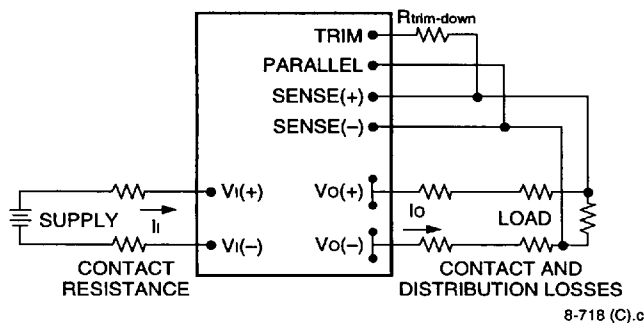 TRIM
Rtrim-down
PARALLEL
SENSE(+)
SENSE(–)
VI(+)
VO(+)
IO
SUPPLY
II
LOAD
VI(–)
VO(–)
CONTACT
RESISTANCE
CONTACT AND
DISTRIBUTION LOSSES
8-718 (C).c